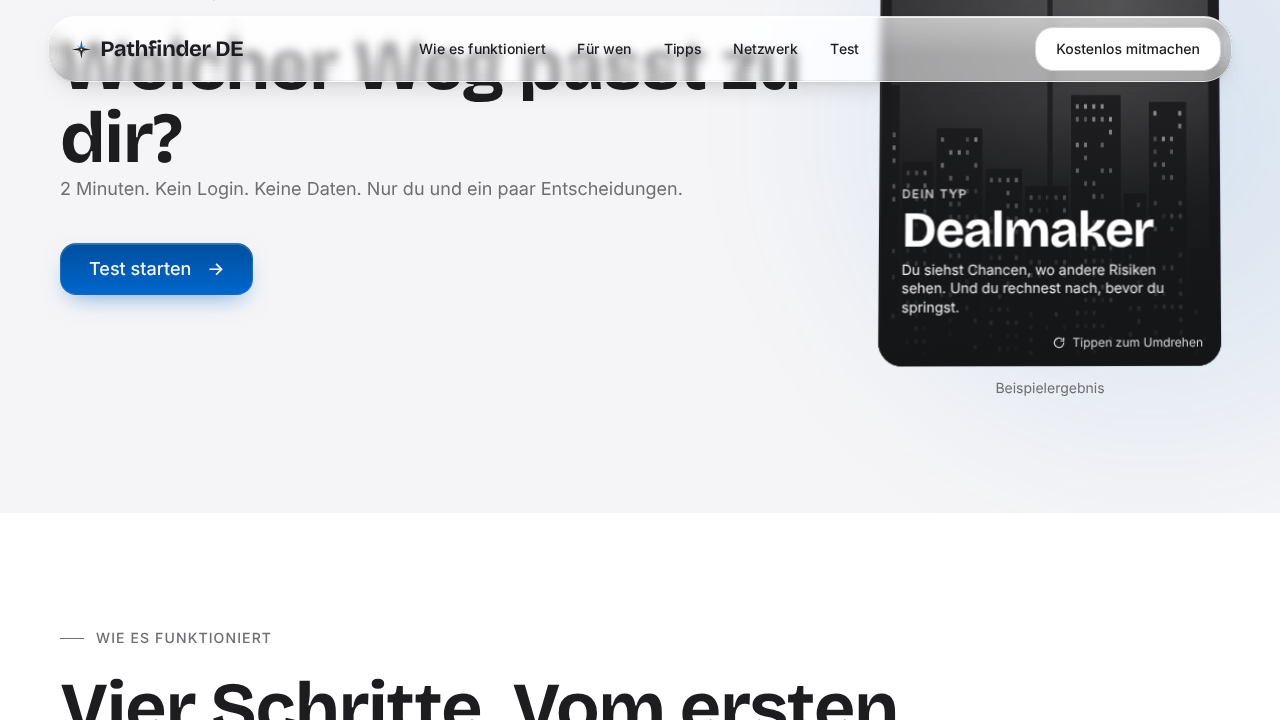 Pathfinder DE
Wie es funktioniert
Für wen
Tipps
Netzwerk
Test
Kostenlos mitmachen
Welcher Weg passt zu
dir?
2 Minuten. Kein Login. Keine Daten. Nur du und ein paar Entscheidungen.
Test starten →
DEIN TYP
Dealmaker
Du siehst Chancen, wo andere Risiken
sehen. Und du rechnest nach, bevor du
springst.
Tippen zum Umdrehen
Beispielergebnis
WIE ES FUNKTIONIERT
Vier Schritte. Vom ersten